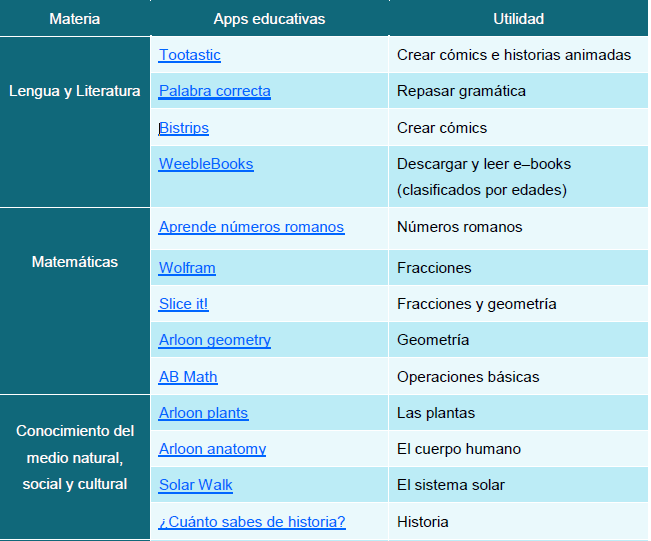 Materia Apps educativas Utilidad
Lengua y Literatura
Tootastic Crear cómics e historias animadas
Palabra correcta Repasar gramática
Bistrips Crear cómics
WeebleBooks Descargar y leer e–books
(clasificados por edades)
Matemáticas
Aprende números romanos Números romanos
Wolfram Fracciones
Slice it! Fracciones y geometría
Arloon geometry Geometría
AB Math Operaciones básicas
Conocimiento del
medio natural,
social y cultural
Arloon plants Las plantas
Arloon anatomy El cuerpo humano
Solar Walk El sistema solar
¿Cuánto sabes de historia? Historia